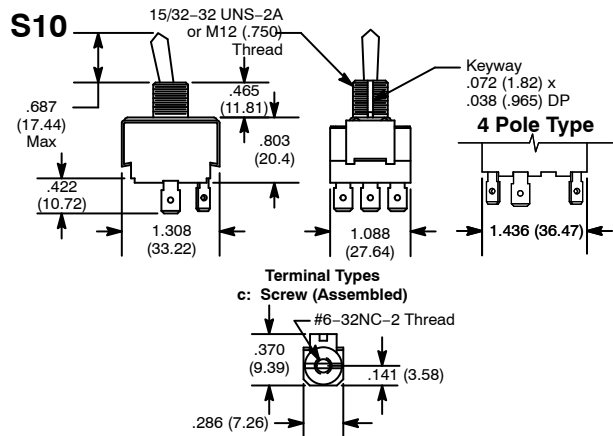 S10
15/32-32 UNS-2A
or M12 (.750)
Thread
.465
(11.81)
Keyway
.072 (1.82) x
.038 (.965) DP
.687
(17.44)
Max
.803
(20.4)
4 Pole Type
.422
(10.72)
1.308
(33.22)
1.088
(27.64)
1.436 (36.47)
Terminal Types
c: Screw (Assembled)
#6-32NC-2 Thread
.370
(9.39)
.141 (3.58)
.286 (7.26)